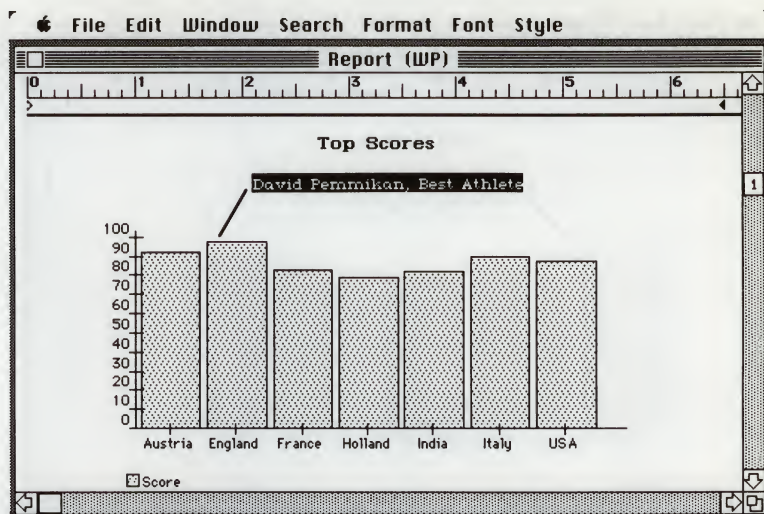 File Edit Window Search Format Font Style
Report (WP)
0 1 2 3 4 5 6
Top Scores
David Pemmikan, Best Athlete
1
100
90
80
70
60
50
40
30
20
10
0
Austria England France Holland India Italy USA
Score